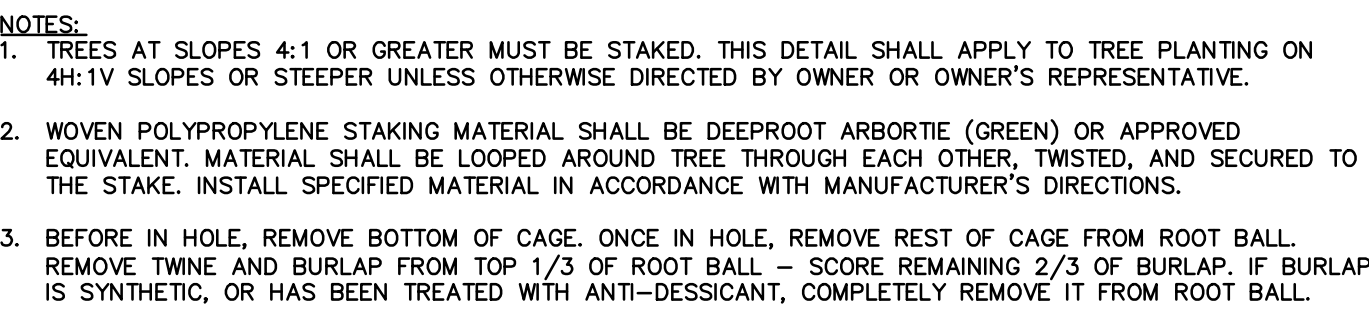 NOTES:
1. TREES AT SLOPES 4:1 OR GREATER MUST BE STAKED. THIS DETAIL SHALL APPLY TO TREE PLANTING ON
4H:1V SLOPES OR STEEPER UNLESS OTHERWISE DIRECTED BY OWNER OR OWNER'S REPRESENTATIVE.
2. WOVEN POLYPROPYLENE STAKING MATERIAL SHALL BE DEEPROOT ARBORTIE (GREEN) OR APPROVED
EQUIVALENT. MATERIAL SHALL BE LOOPED AROUND TREE THROUGH EACH OTHER, TWISTED, AND SECURED TO
THE STAKE. INSTALL SPECIFIED MATERIAL IN ACCORDANCE WITH MANUFACTURER'S DIRECTIONS.
3. BEFORE IN HOLE, REMOVE BOTTOM OF CAGE. ONCE IN HOLE, REMOVE REST OF CAGE FROM ROOT BALL.
REMOVE TWINE AND BURLAP FROM TOP 1/3 OF ROOT BALL – SCORE REMAINING 2/3 OF BURLAP. IF BURLAP
IS SYNTHETIC, OR HAS BEEN TREATED WITH ANTI–DESSICANT, COMPLETELY REMOVE IT FROM ROOT BALL.